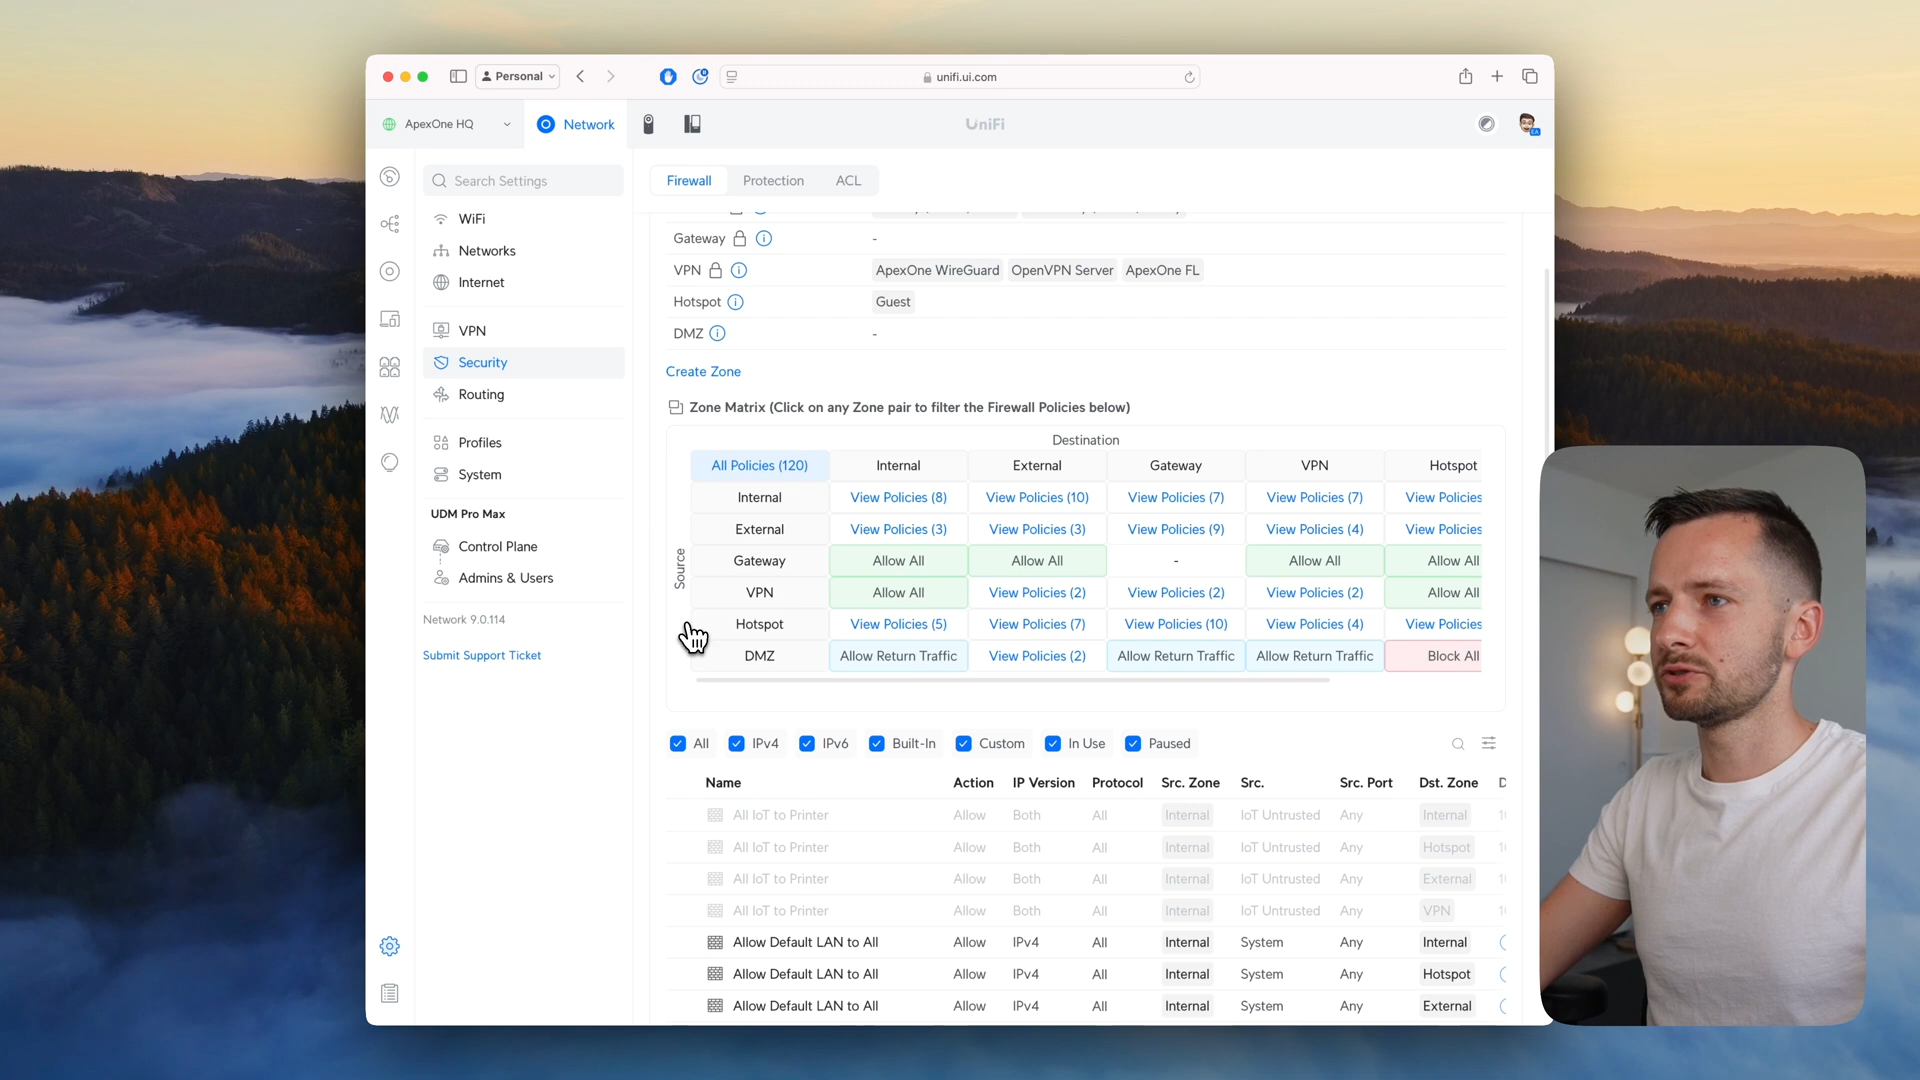 Personal
unifi.ui.com
ApexOne HQ
Network
UniFi
EA
Search Settings
WiFi
Networks
Internet
VPN
Security
Routing
Profiles
System
UDM Pro Max
Control Plane
Admins & Users
Network 9.0.114
Submit Support Ticket
Firewall Protection ACL
Gateway -
VPN ApexOne WireGuard OpenVPN Server ApexOne FL
Hotspot Guest
DMZ -
Create Zone
Zone Matrix (Click on any Zone pair to filter the Firewall Policies below)
Destination
Source
All Policies (120) Internal External Gateway VPN Hotspot
Internal View Policies (8) View Policies (10) View Policies (7) View Policies (7) View Policies
External View Policies (3) View Policies (3) View Policies (9) View Policies (4) View Policies
Gateway Allow All Allow All - Allow All Allow All
VPN Allow All View Policies (2) View Policies (2) View Policies (2) Allow All
Hotspot View Policies (5) View Policies (7) View Policies (10) View Policies (4) View Policies
DMZ Allow Return Traffic View Policies (2) Allow Return Traffic Allow Return Traffic Block All
All IPv4 IPv6 Built-In Custom In Use Paused
Name Action IP Version Protocol Src. Zone Src. Src. Port Dst. Zone D
All IoT to Printer Allow Both All Internal IoT Untrusted Any Internal
All IoT to Printer Allow Both All Internal IoT Untrusted Any Hotspot
All IoT to Printer Allow Both All Internal IoT Untrusted Any External
All IoT to Printer Allow Both All Internal IoT Untrusted Any VPN
Allow Default LAN to All Allow IPv4 All Internal System Any Internal
Allow Default LAN to All Allow IPv4 All Internal System Any Hotspot
Allow Default LAN to All Allow IPv4 All Internal System Any External